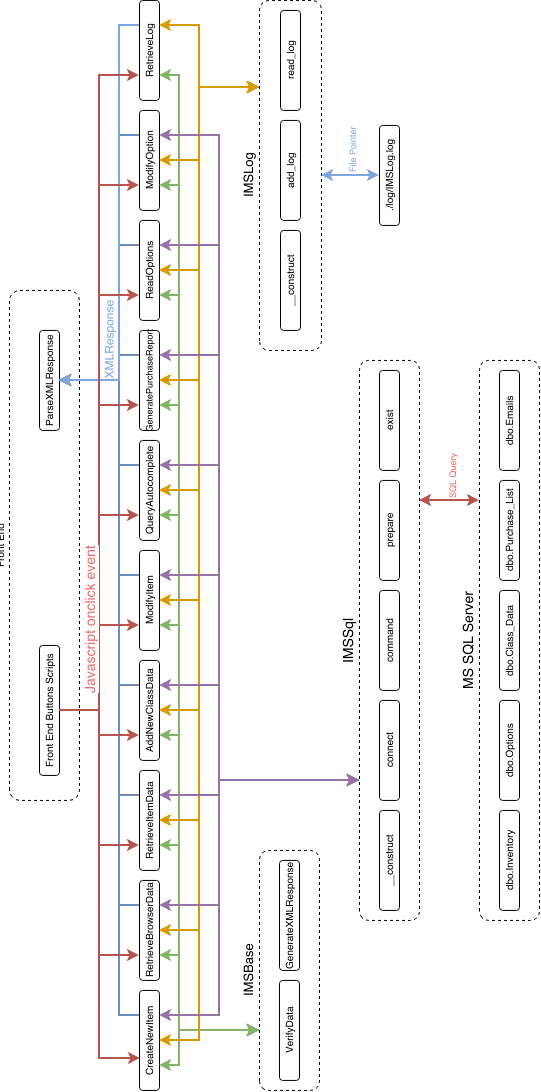 Front End
Front End Buttons Scripts
ParseXMLResponse
Javascript onclick event
XMLResponse
CreateNewItem
RetrieveBrowserData
RetrieveItemData
AddNewClassData
ModifyItem
QueryAutocomplete
GeneratePurchaseReport
ReadOptions
ModifyOption
RetrieveLog
IMSBase
VerifyData
GenerateXMLResponse
IMSLog
__construct
add_log
read_log
File Pointer
./log/IMSLog.log
IMSSql
__construct
connect
command
prepare
exist
SQL Query
MS SQL Server
dbo.Inventory
dbo.Options
dbo.Class_Data
dbo.Purchase_List
dbo.Emails